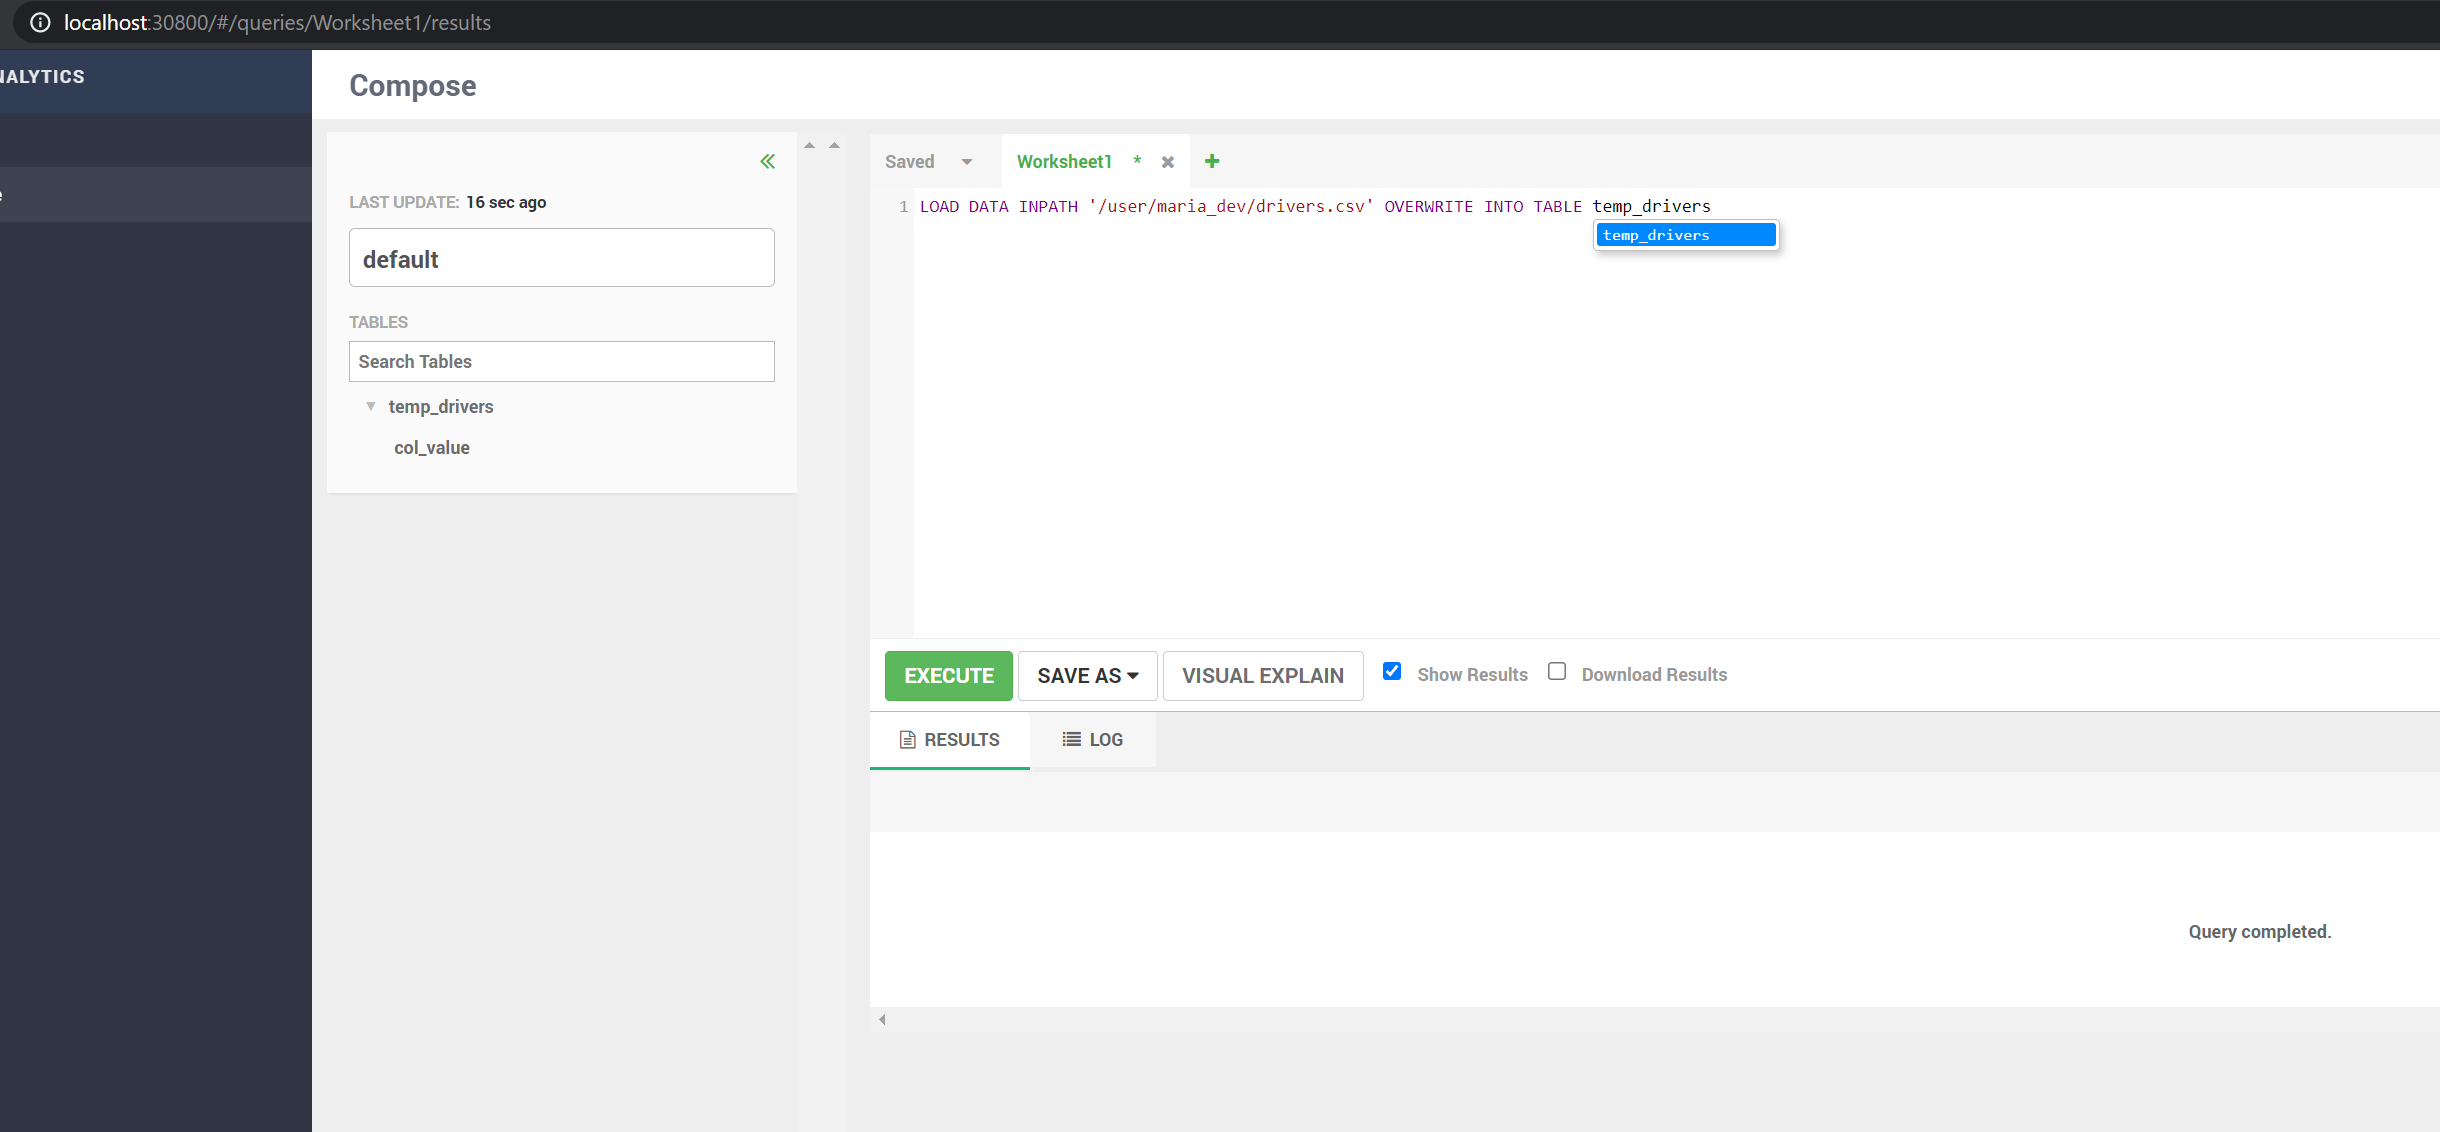 localhost:30800/#/queries/Worksheet1/results
NALYTICS
Compose
LAST UPDATE: 16 sec ago
default
TABLES
Search Tables
temp_drivers
col_value
Saved
Worksheet1 *
1 LOAD DATA INPATH '/user/maria_dev/drivers.csv' OVERWRITE INTO TABLE temp_drivers
temp_drivers
EXECUTE SAVE AS VISUAL EXPLAIN Show Results Download Results
RESULTS LOG
Query completed.